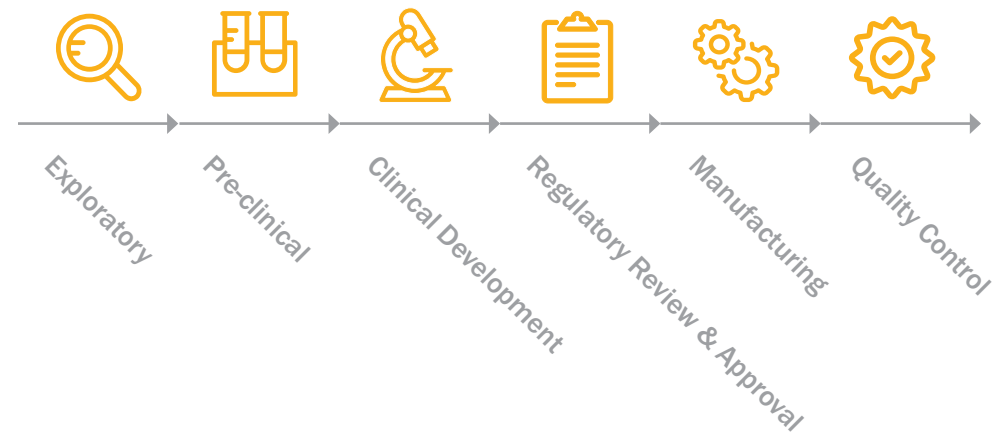 Exploratory
Pre-clinical
Clinical Development
Regulatory Review & Approval
Manufacturing
Quality Control